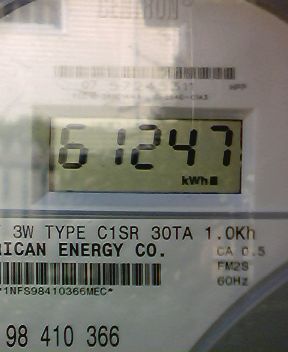 61247
kWh
3W TYPE C1SR 30TA 1.0Kh
RICAN ENERGY CO.
CA 0.5
FM2S
60Hz
*1NFS98410366MEC*
98 410 366